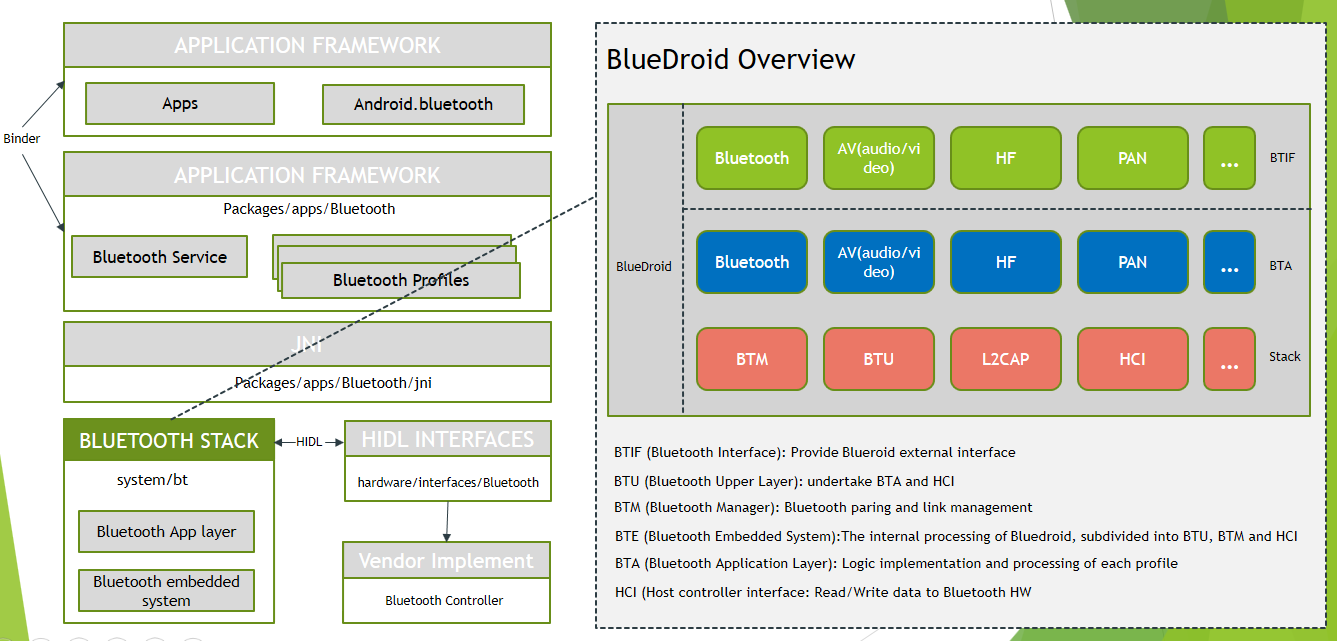 APPLICATION FRAMEWORK
Apps
Android.bluetooth
Binder
APPLICATION FRAMEWORK
Packages/apps/Bluetooth
Bluetooth Service
Bluetooth Profiles
JNI
Packages/apps/Bluetooth/jni
BLUETOOTH STACK
system/bt
Bluetooth App layer
Bluetooth embedded
system
HIDL
HIDL INTERFACES
hardware/interfaces/Bluetooth
Vendor Implement
Bluetooth Controller
BlueDroid Overview
BlueDroid
Bluetooth
AV(audio/vi
deo)
HF
PAN
...
BTIF
Bluetooth
AV(audio/vi
deo)
HF
PAN
...
BTA
BTM
BTU
L2CAP
HCI
...
Stack
BTIF (Bluetooth Interface): Provide Blueroid external interface
BTU (Bluetooth Upper Layer): undertake BTA and HCI
BTM (Bluetooth Manager): Bluetooth paring and link management
BTE (Bluetooth Embedded System):The internal processing of Bluedroid, subdivided into BTU, BTM and HCI
BTA (Bluetooth Application Layer): Logic implementation and processing of each profile
HCI (Host controller interface: Read/Write data to Bluetooth HW